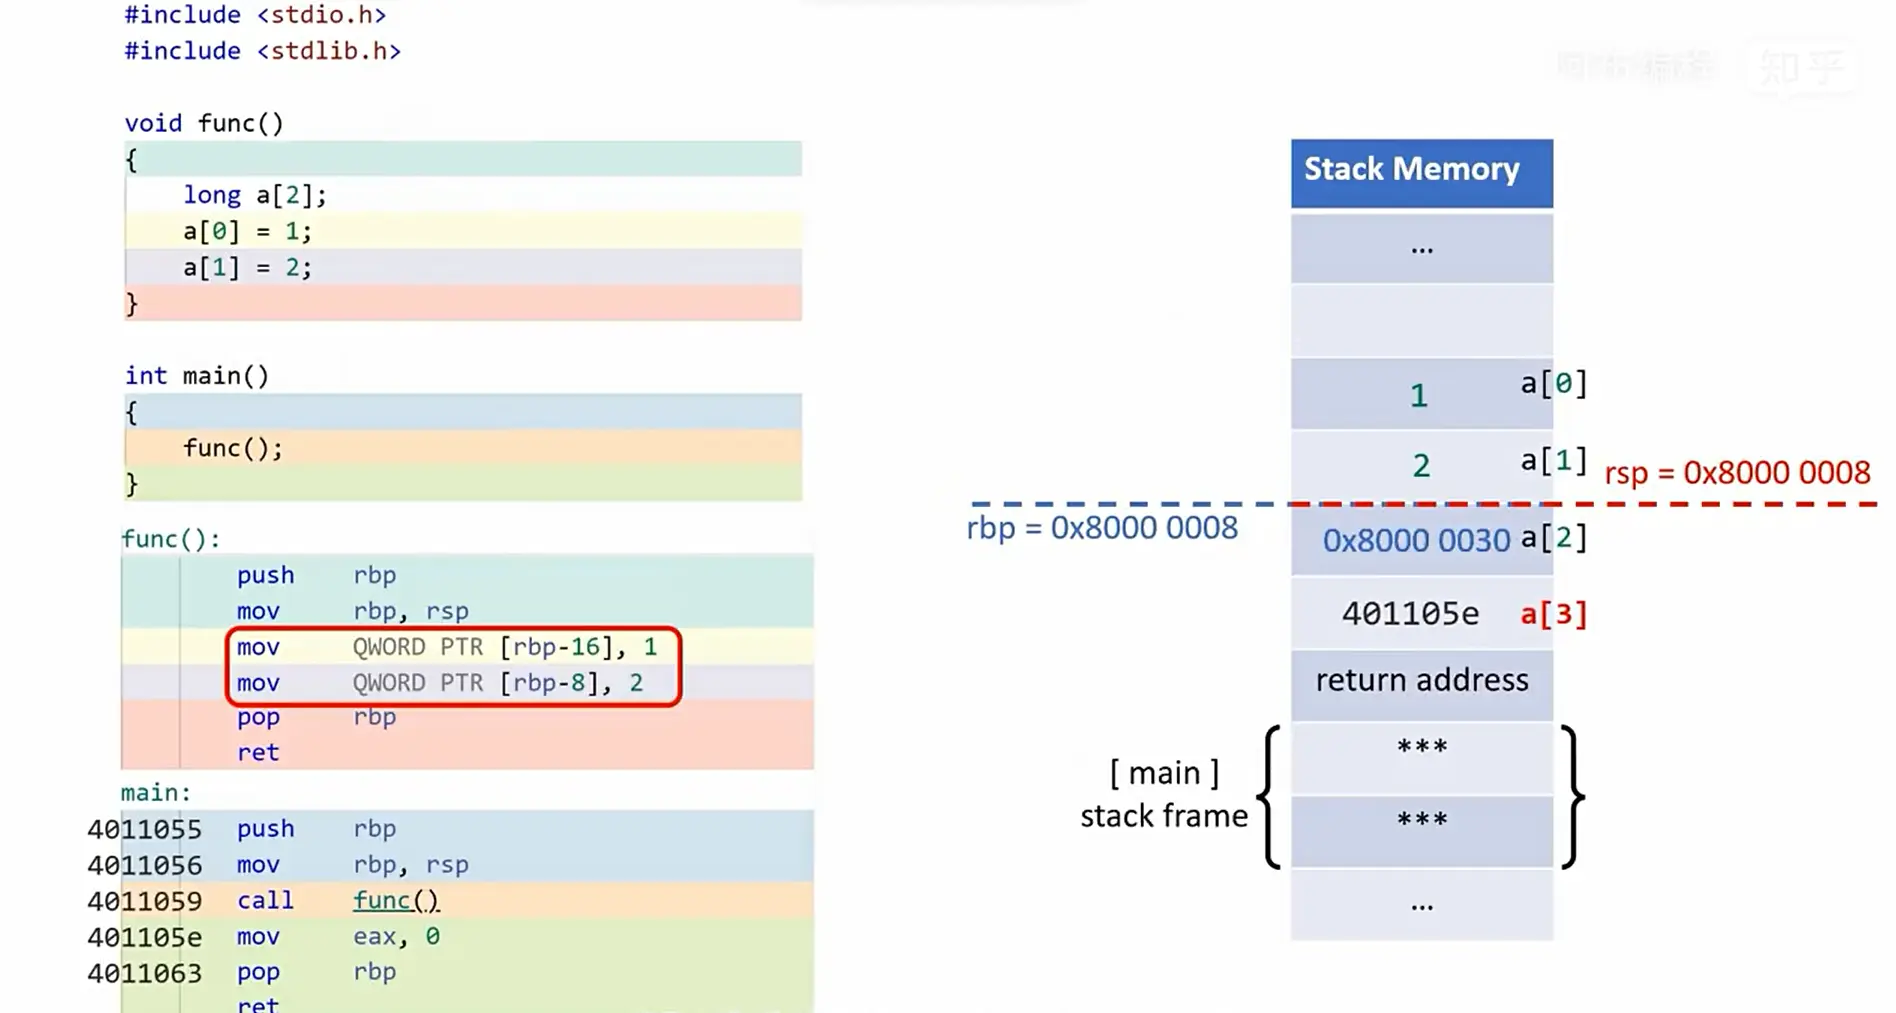 #include <stdio.h>
#include <stdlib.h>
void func()
{
long a[2];
a[0] = 1;
a[1] = 2;
}
int main()
{
func();
}
func():
push rbp
mov rbp, rsp
mov QWORD PTR [rbp-16], 1
mov QWORD PTR [rbp-8], 2
pop rbp
ret
main:
4011055 push rbp
4011056 mov rbp, rsp
4011059 call func()
401105e mov eax, 0
4011063 pop rbp
ret
知乎
Stack Memory
...
1 a[0]
2 a[1]
rsp = 0x8000 0008
rbp = 0x8000 0008
0x8000 0030 a[2]
401105e a[3]
return address
[ main ]
stack frame
***
***
...